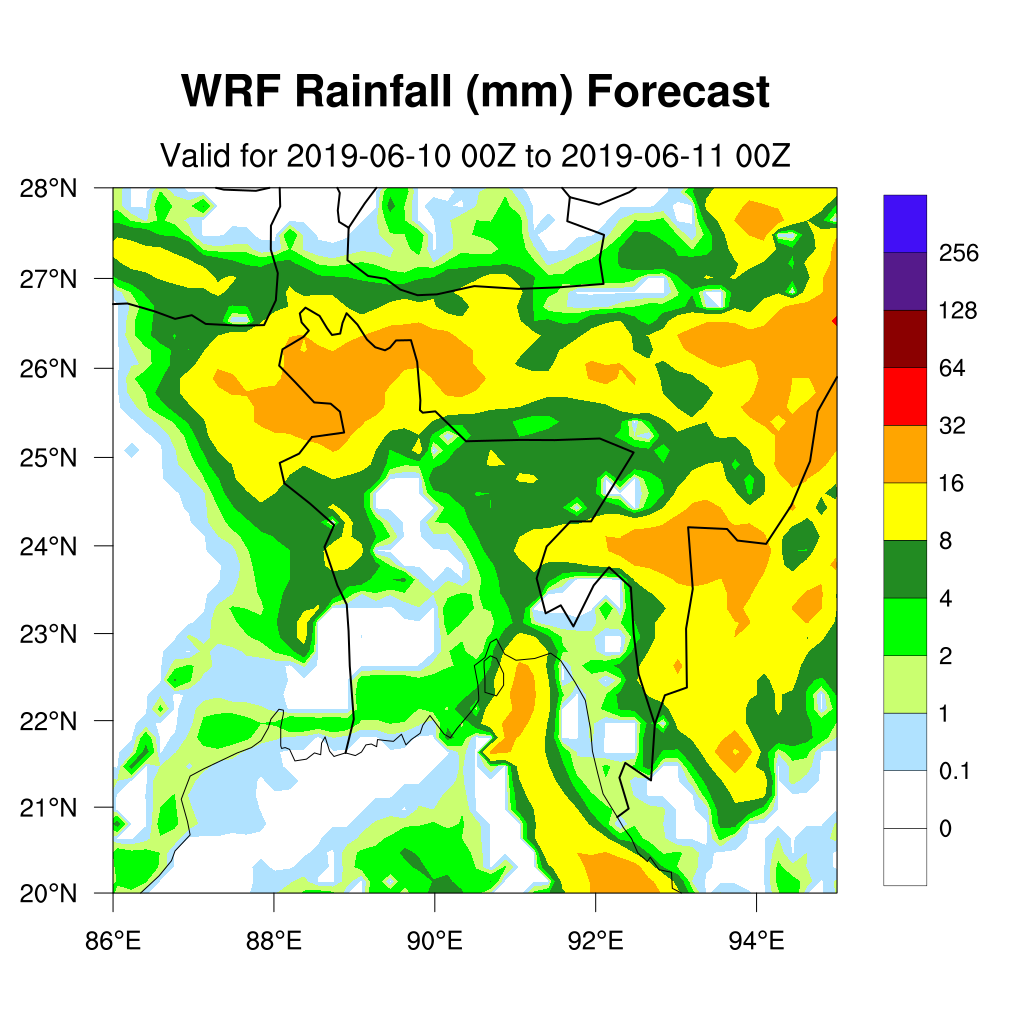 WRF Rainfall (mm) Forecast
Valid for 2019-06-10 00Z to 2019-06-11 00Z
28°N
27°N
26°N
25°N
24°N
23°N
22°N
21°N
20°N
86°E 88°E 90°E 92°E 94°E
256
128
64
32
16
8
4
2
1
0.1
0